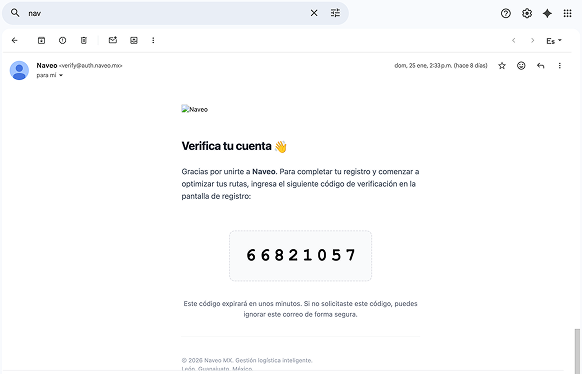 nav
Es
Naveo <verify@auth.naveo.mx>
dom, 25 ene, 2:33 p.m. (hace 8 días)
para mí
Naveo
Verifica tu cuenta 👋
Gracias por unirte a Naveo. Para completar tu registro y comenzar a
optimizar tus rutas, ingresa el siguiente código de verificación en la
pantalla de registro:
66821057
Este código expirará en unos minutos. Si no solicitaste este código, puedes
ignorar este correo de forma segura.
© 2026 Naveo MX. Gestión logística inteligente.
León, Guanajuato, México.